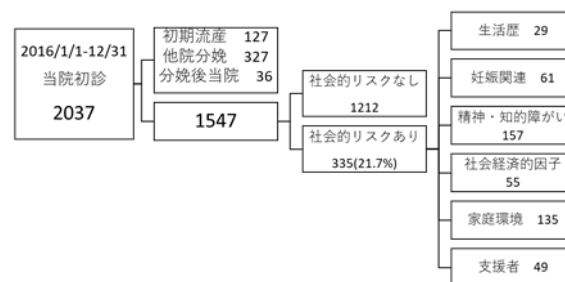 2016/1/1-12/31
当院初診
2037
初期流産 127
他院分娩 327
分娩後当院 36
1547
社会的リスクなし
1212
社会的リスクあり
335(21.7%)
生活歴 29
妊娠関連 61
精神・知的障がい
157
社会経済的因子
55
家庭環境 135
支援者 49